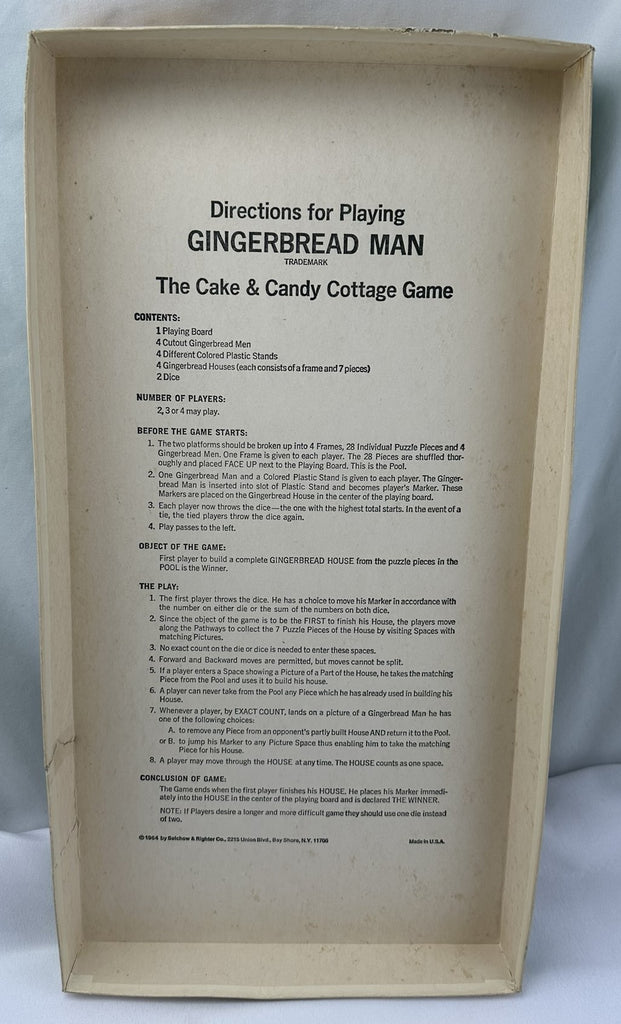 Directions for Playing
GINGERBREAD MAN
TRADEMARK
The Cake & Candy Cottage Game
CONTENTS:
1 Playing Board
4 Cutout Gingerbread Men
4 Different Colored Plastic Stands
4 Gingerbread Houses (each consists of a frame and 7 pieces)
2 Dice
NUMBER OF PLAYERS:
2, 3 or 4 may play.
BEFORE THE GAME STARTS:
1. The two platforms should be broken up into 4 Frames, 28 Individual Puzzle Pieces and 4
Gingerbread Men. One Frame is given to each player. The 28 Pieces are shuffled thor-
oughly and placed FACE UP next to the Playing Board. This is the Pool.
2. One Gingerbread Man and a Colored Plastic Stand is given to each player. The Ginger-
bread Man is inserted into slot of Plastic Stand and becomes player's Marker. These
Markers are placed on the Gingerbread House in the center of the playing board.
3. Each player now throws the dice—the one with the highest total starts. In the event of a
tie, the tied players throw the dice again.
4. Play passes to the left.
OBJECT OF THE GAME:
First player to build a complete GINGERBREAD HOUSE from the puzzle pieces in the
POOL is the Winner.
THE PLAY:
1. The first player throws the dice. He has a choice to move his Marker in accordance with
the number on either die or the sum of the numbers on both dice.
2. Since the object of the game is to be the FIRST to finish his House, the players move
along the Pathways to collect the 7 Puzzle Pieces of the House by visiting Spaces with
matching Pictures.
3. No exact count on the die or dice is needed to enter these spaces.
4. Forward and Backward moves are permitted, but moves cannot be split.
5. If a player enters a Space showing a Picture of a Part of the House, he takes the matching
Piece from the Pool and uses it to build his house.
6. A player can never take from the Pool any Piece which he has already used in building his
House.
7. Whenever a player, by EXACT COUNT, lands on a picture of a Gingerbread Man he has
one of the following choices:
A. to remove any Piece from an opponent's partly built House AND return it to the Pool.
or B. to jump his Marker to any Picture Space thus enabling him to take the matching
Piece for his House.
8. A player may move through the HOUSE at any time. The HOUSE counts as one space.
CONCLUSION OF GAME:
The Game ends when the first player finishes his HOUSE. He places his Marker immedi-
ately into the HOUSE in the center of the playing board and is declared THE WINNER.
NOTE: If Players desire a longer and more difficult game they should use one die instead
of two.
© 1964 by Selchow & Righter Co., 2215 Union Blvd., Bay Shore, N.Y. 11706
Made in U.S.A.